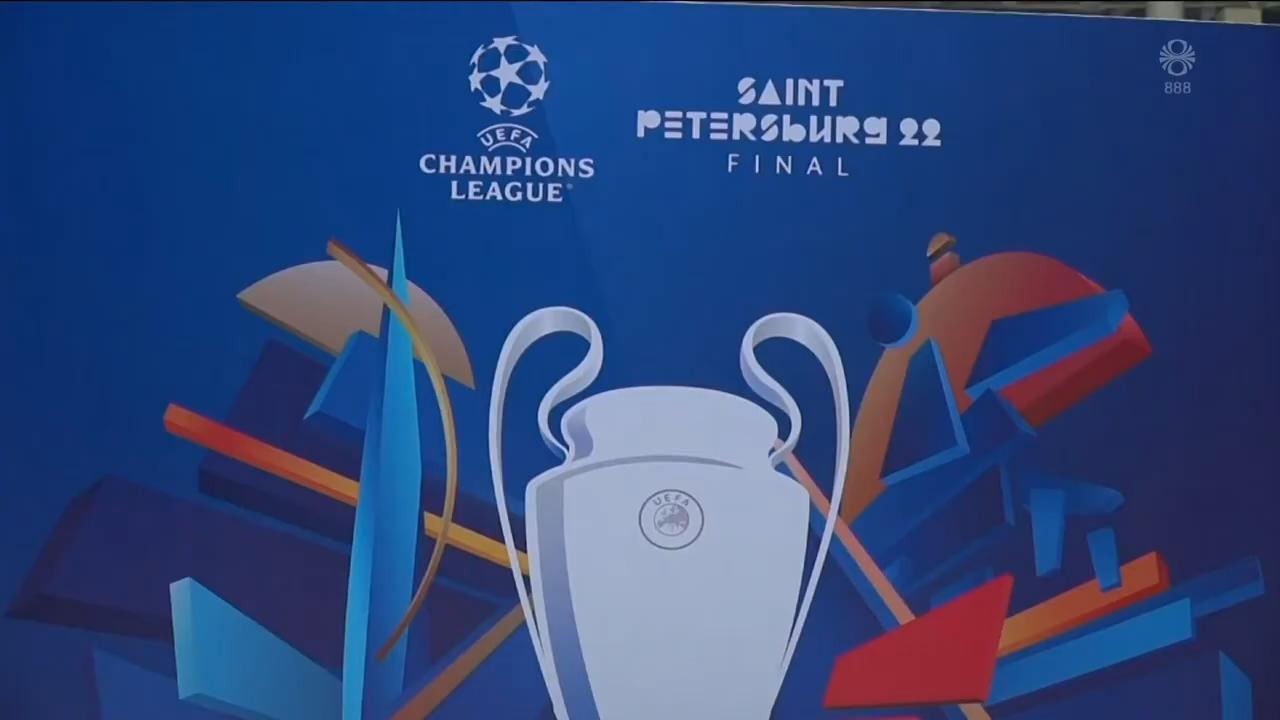 UEFA
CHAMPIONS
LEAGUE
SAINT
PETERSBURG 22
FINAL
888
UEFA